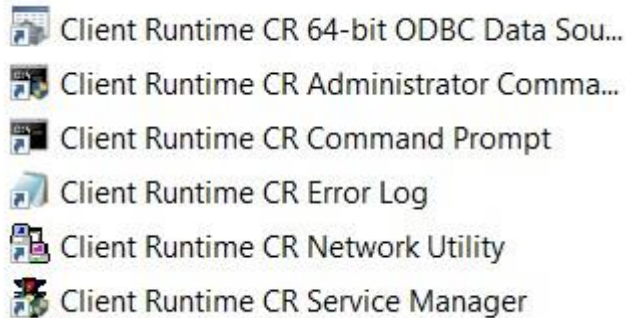 Client Runtime CR 64-bit ODBC Data Sou...
Client Runtime CR Administrator Comma...
Client Runtime CR Command Prompt
Client Runtime CR Error Log
Client Runtime CR Network Utility
Client Runtime CR Service Manager